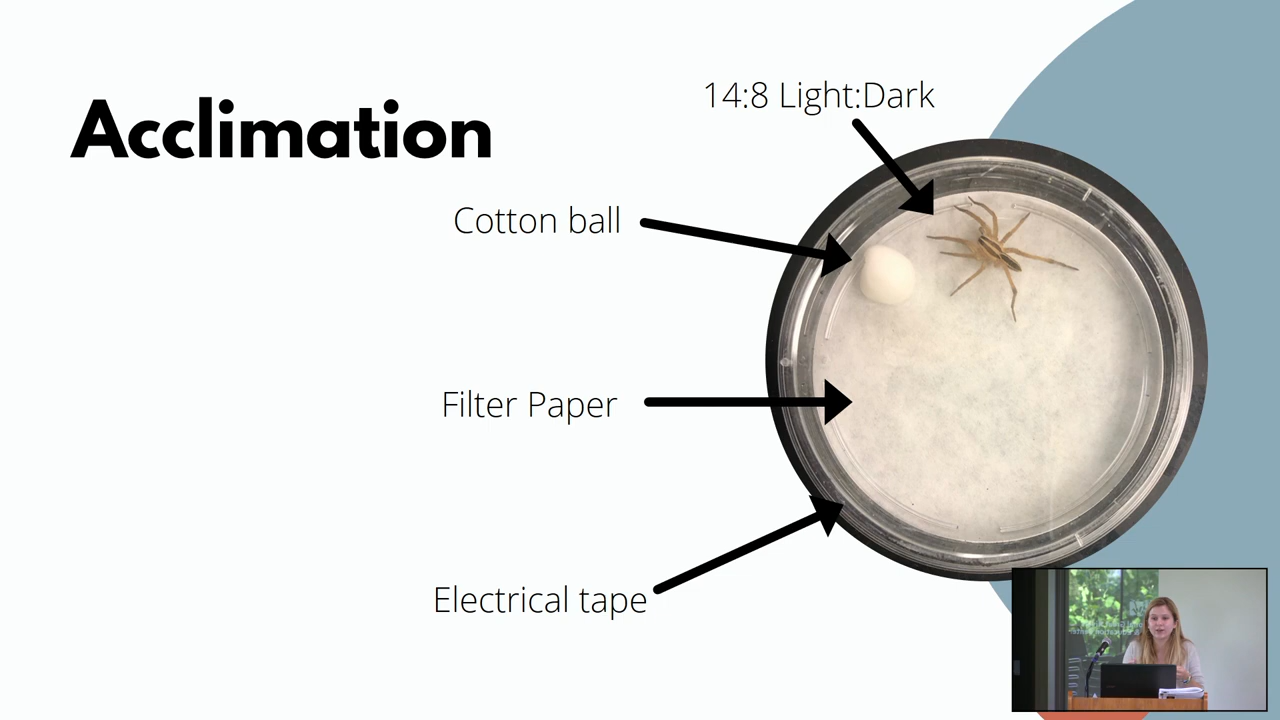 Acclimation
14:8 Light:Dark
Cotton ball
Filter Paper
Electrical tape